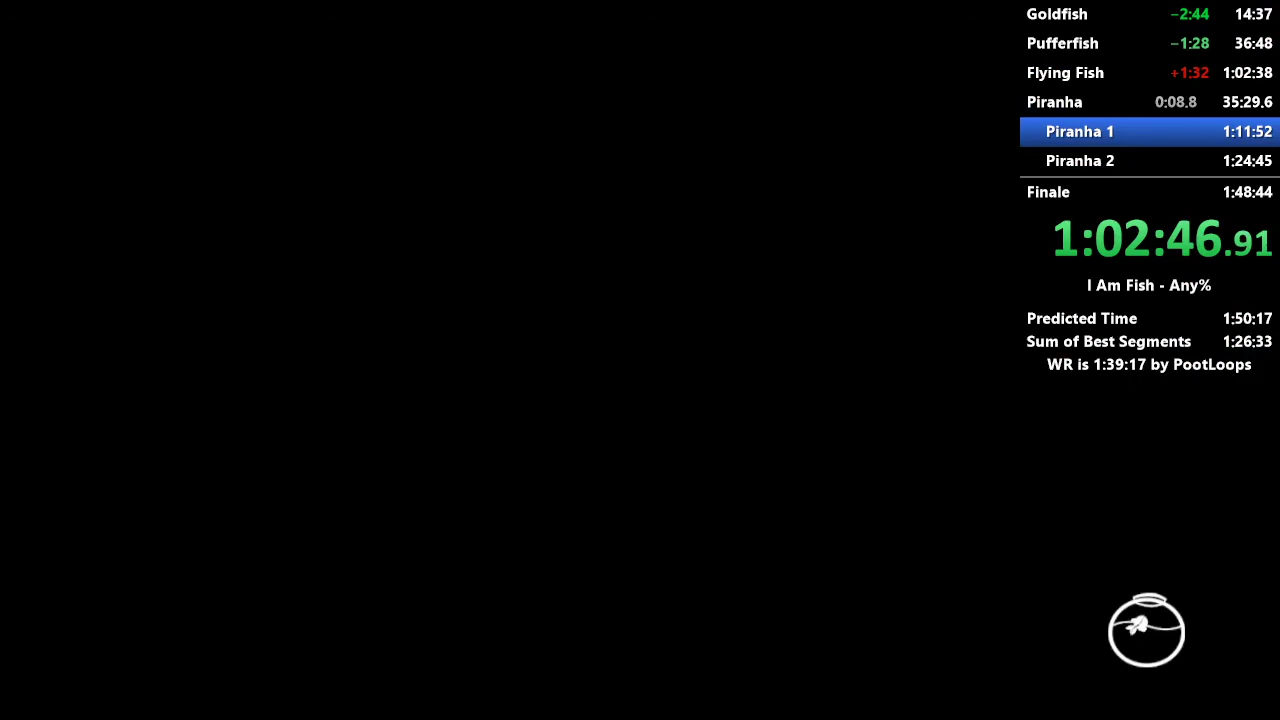 Goldfish −2:44 14:37
Pufferfish −1:28 36:48
Flying Fish +1:32 1:02:38
Piranha 0:08.8 35:29.6
Piranha 1 1:11:52
Piranha 2 1:24:45
Finale 1:48:44
1:02:46.91
I Am Fish - Any%
Predicted Time 1:50:17
Sum of Best Segments 1:26:33
WR is 1:39:17 by PootLoops